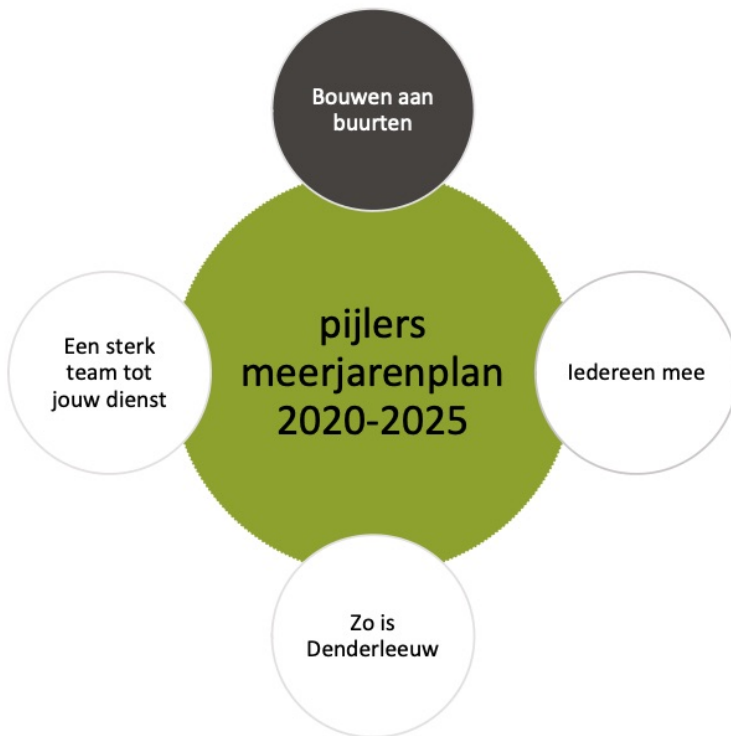 Bouwen aan
buurten
pijlers
meerjarenplan
2020-2025
Een sterk
team tot
jouw dienst
Iedereen mee
Zo is
Denderleeuw